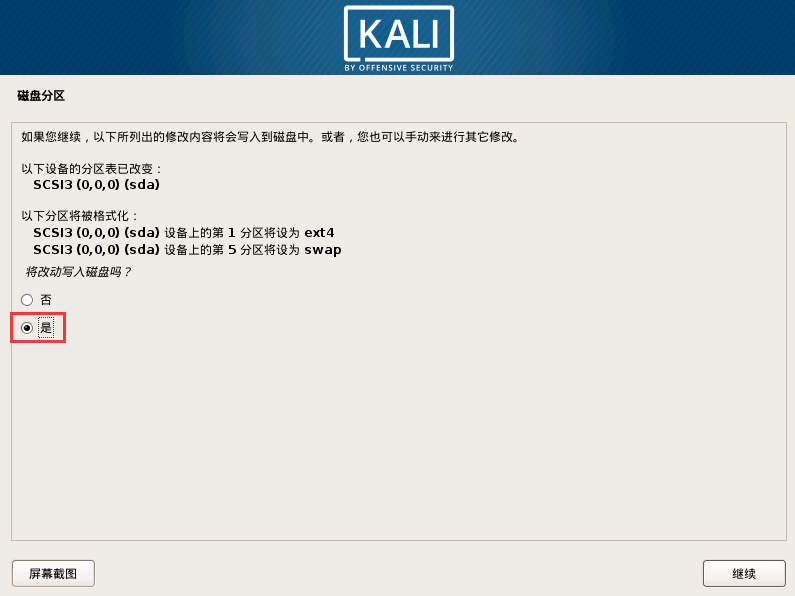 KALI
BY OFFENSIVE SECURITY
磁盘分区
如果您继续，以下所列出的修改内容将会写入到磁盘中。或者，您也可以手动来进行其它修改。
以下设备的分区表已改变：
SCSI3 (0,0,0) (sda)
以下分区将被格式化：
SCSI3 (0,0,0) (sda) 设备上的第 1 分区将设为 ext4
SCSI3 (0,0,0) (sda) 设备上的第 5 分区将设为 swap
将改动写入磁盘吗？
否
是
屏幕截图
继续